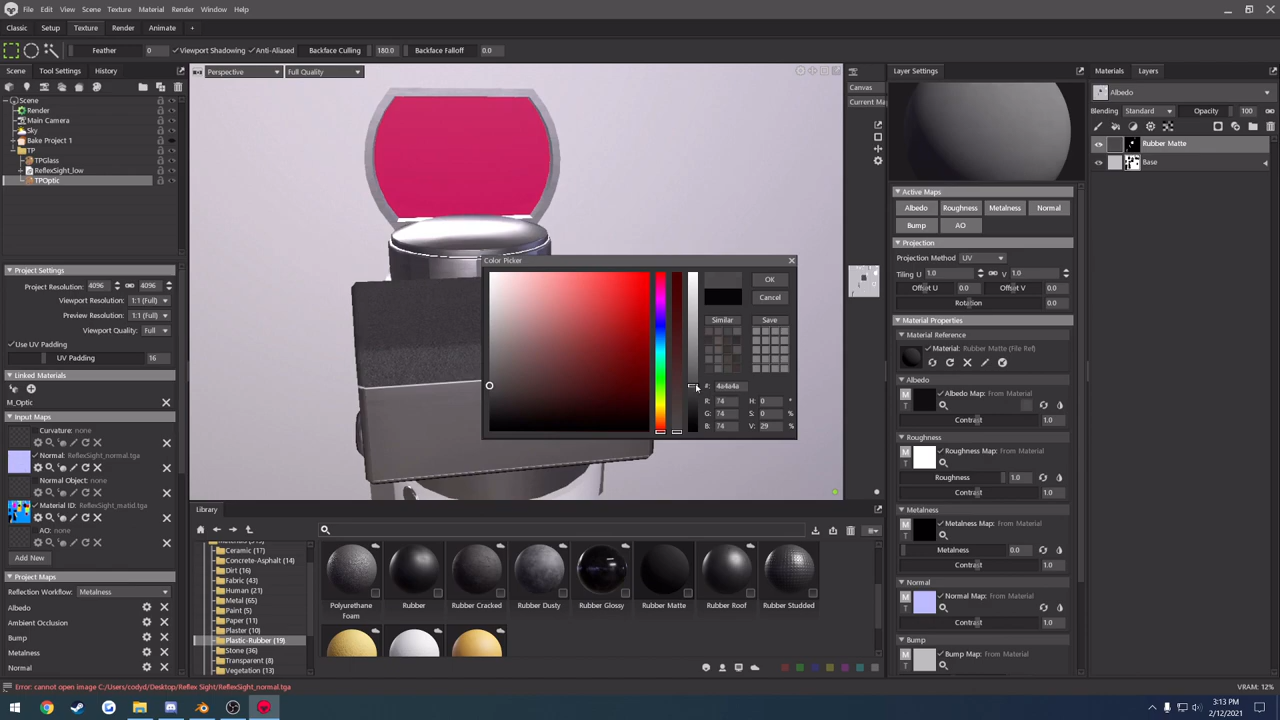 File Edit View Scene Texture Material Render Window Help
Classic Setup Texture Render Animate +
Feather 0 Viewport Shadowing Anti-Aliased Backface Culling 180.0 Backface Falloff 0.0
Scene Tool Settings History
Perspective Full Quality
Canvas
Current Ma
Layer Settings
Materials Layers
Scene
Render
Main Camera
Sky
Bake Project 1
TP
TPGlass
ReflexSight_low
TPOptic
Albedo
Blending Standard Opacity 100
Rubber Matte
Base
Project Settings
Project Resolution: 4096 4096
Viewport Resolution: 1:1 (Full)
Preview Resolution: 1:1 (Full)
Viewport Quality: Full
Use UV Padding
UV Padding 16
Linked Materials
M_Optic
Input Maps
Curvature: none
Normal: ReflexSight_normal.tga
Normal Object: none
Material ID: ReflexSight_matid.tga
AO: none
Add New
Project Maps
Reflection Workflow: Metalness
Albedo
Ambient Occlusion
Bump
Metalness
Normal
Color Picker
OK
Cancel
Similar Save
#: 4a4a4a
R: 74 H: 0 °
G: 74 S: 0 %
B: 74 V: 29 %
Active Maps
Albedo Roughness Metalness Normal
Bump AO
Projection
Projection Method UV
Tiling U 1.0 V 1.0
Offset U 0.0 Offset V 0.0
Rotation 0.0
Material Properties
Material Reference
Material: Rubber Matte (File Ref)
Albedo
M Albedo Map: From Material
T
Contrast 1.0
Roughness
M Roughness Map: From Material
T
Roughness 1.0
Contrast 1.0
Metalness
M Metalness Map: From Material
T
Metalness 0.0
Contrast 1.0
Normal
M Normal Map: From Material
T
Contrast 1.0
Bump
M Bump Map: From Material
T
Library
Ceramic (17)
Concrete-Asphalt (14)
Dirt (16)
Fabric (43)
Human (21)
Metal (65)
Paint (5)
Paper (11)
Plaster (10)
Plastic-Rubber (19)
Stone (36)
Transparent (8)
Vegetation (13)
Polyurethane Foam Rubber Rubber Cracked Rubber Dusty Rubber Glossy Rubber Matte Rubber Roof Rubber Studded
Error: cannot open image C:/Users/codyd/Desktop/Reflex Sight/ReflexSight_normal.tga
VRAM: 12%
3:13 PM
2/12/2021